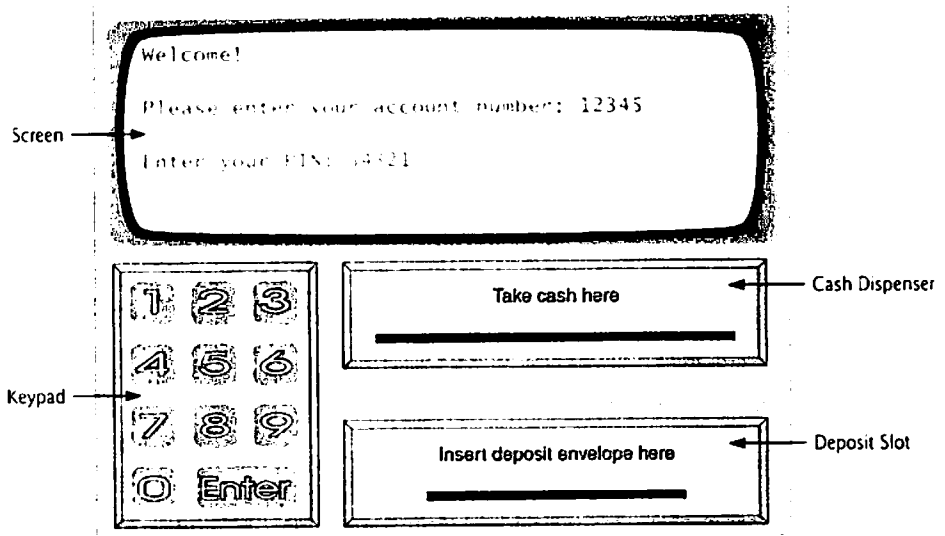 Welcome!
Please enter your account number: 12345
Enter your PIN: 54321
Screen
1 2 3
4 5 6
7 8 9
0 Enter
Keypad
Take cash here
Cash Dispenser
Insert deposit envelope here
Deposit Slot